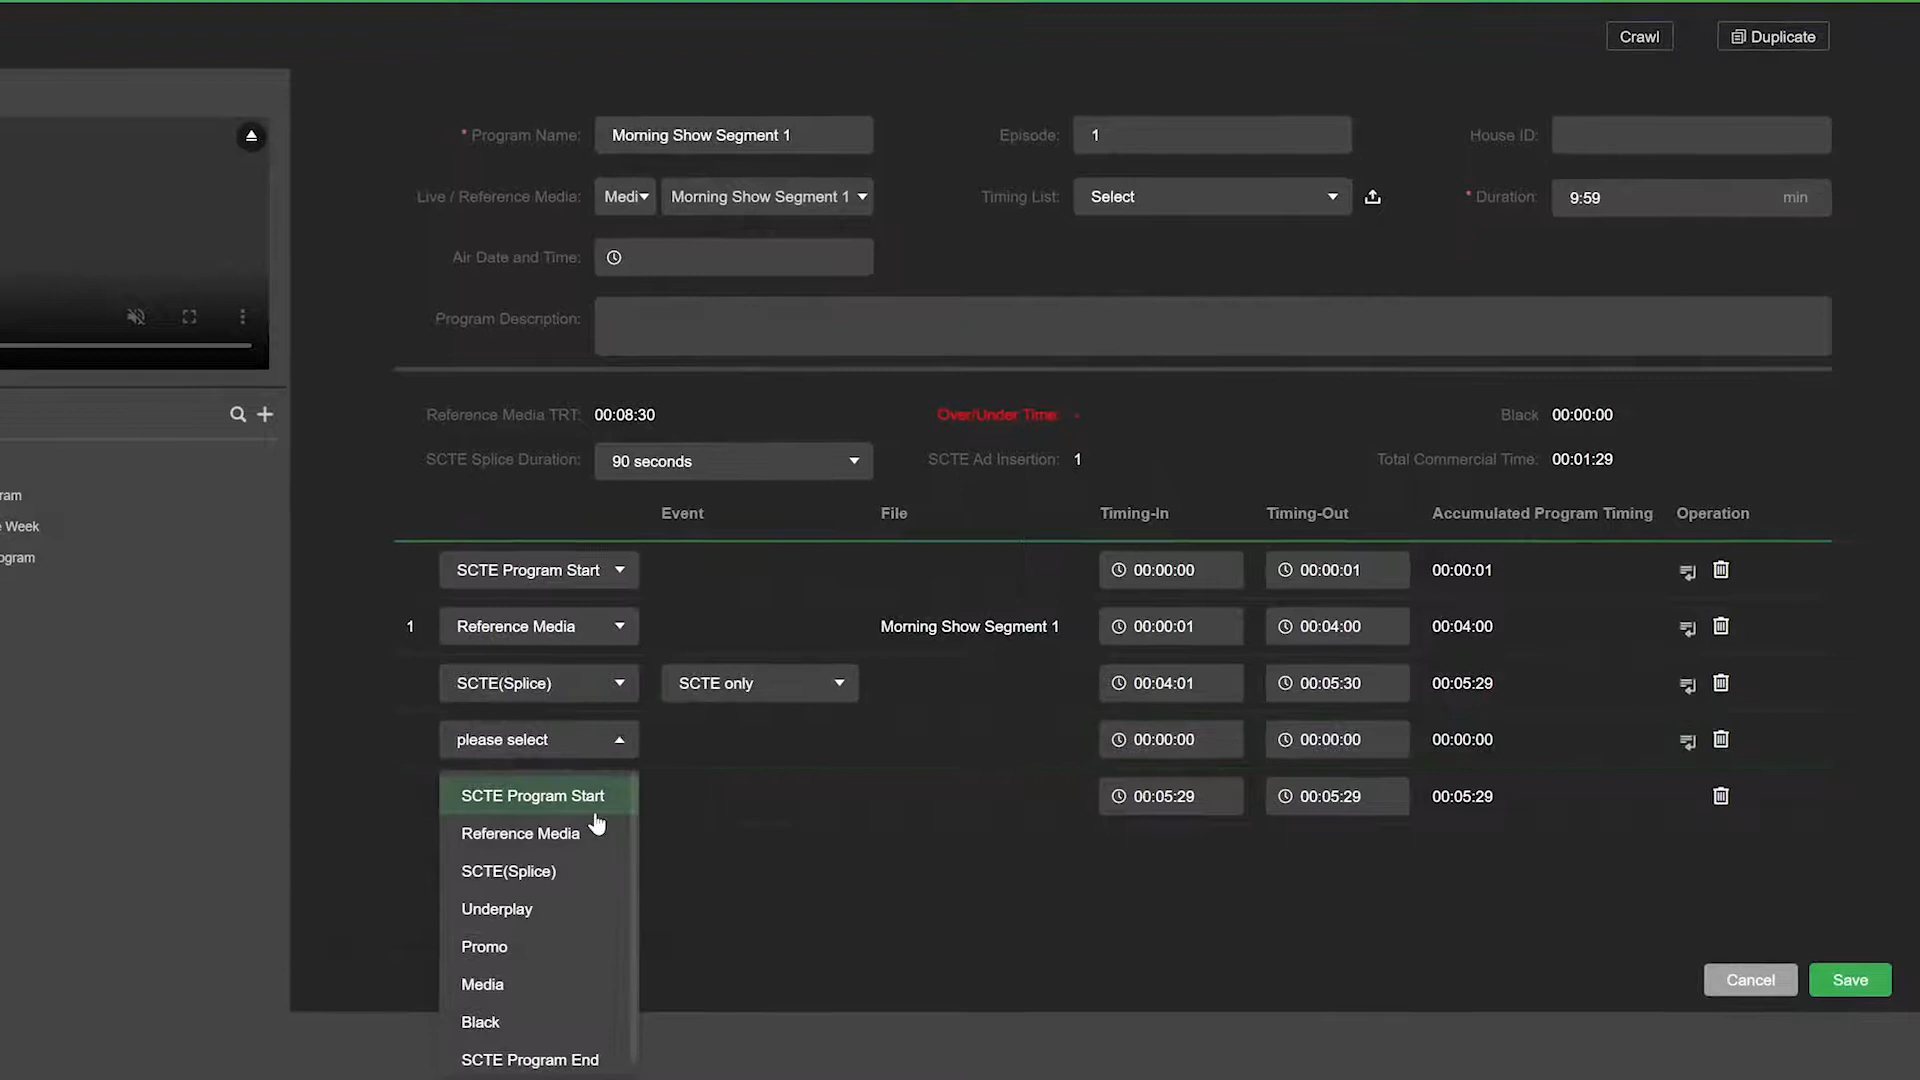 Crawl Duplicate
* Program Name: Morning Show Segment 1 Episode: 1 House ID:
Live / Reference Media: Medi Morning Show Segment 1 Timing List: Select * Duration: 9:59 min
Air Date and Time:
Program Description:
Reference Media TRT: 00:08:30 Over/Under Time: - Black 00:00:00
SCTE Splice Duration: 90 seconds SCTE Ad Insertion: 1 Total Commercial Time: 00:01:29
ram
e Week
ogram
Event File Timing-In Timing-Out Accumulated Program Timing Operation
SCTE Program Start 00:00:00 00:00:01 00:00:01
1 Reference Media Morning Show Segment 1 00:00:01 00:04:00 00:04:00
SCTE(Splice) SCTE only 00:04:01 00:05:30 00:05:29
please select 00:00:00 00:00:00 00:00:00
SCTE Program Start 00:05:29 00:05:29 00:05:29
Reference Media
SCTE(Splice)
Underplay
Promo
Media
Black
SCTE Program End
Cancel Save